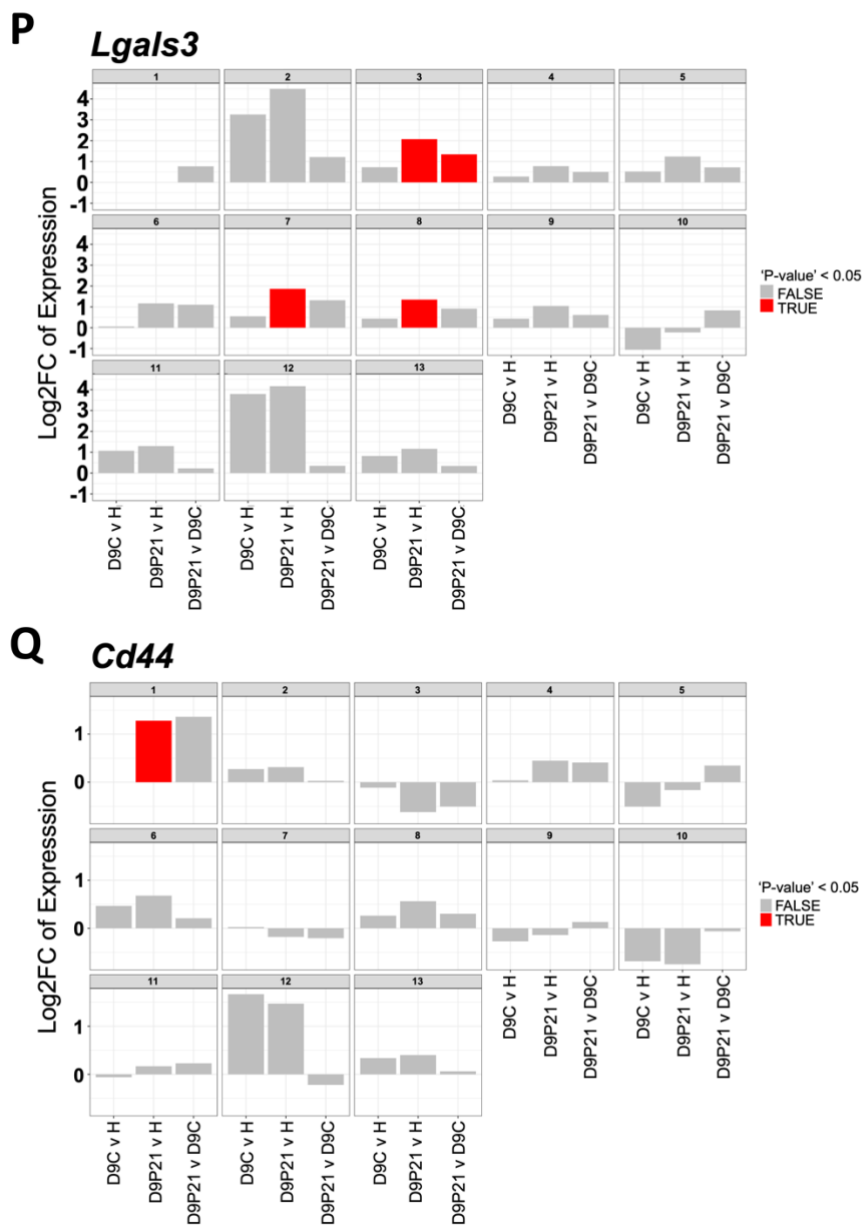 P
Lgals3
1 2 3 4 5
4
3
2
1
0
-1
6 7 8 9 10
4
3
2
1
0
-1
11 12 13
4
3
2
1
0
-1
Log2FC of Expresssion
D9C v H D9P21 v H D9P21 v D9C D9C v H D9P21 v H D9P21 v D9C D9C v H D9P21 v H D9P21 v D9C D9C v H D9P21 v H D9P21 v D9C D9C v H D9P21 v H D9P21 v D9C
'P-value' < 0.05
FALSE
TRUE
Q
Cd44
1 2 3 4 5
1
0
6 7 8 9 10
1
0
11 12 13
1
0
Log2FC of Expresssion
D9C v H D9P21 v H D9P21 v D9C D9C v H D9P21 v H D9P21 v D9C D9C v H D9P21 v H D9P21 v D9C D9C v H D9P21 v H D9P21 v D9C D9C v H D9P21 v H D9P21 v D9C
'P-value' < 0.05
FALSE
TRUE